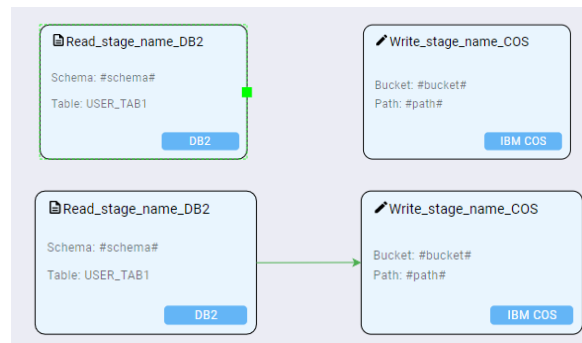 Read_stage_name_DB2
Schema: #schema#
Table: USER_TAB1
DB2
Write_stage_name_COS
Bucket: #bucket#
Path: #path#
IBM COS
Read_stage_name_DB2
Schema: #schema#
Table: USER_TAB1
DB2
Write_stage_name_COS
Bucket: #bucket#
Path: #path#
IBM COS